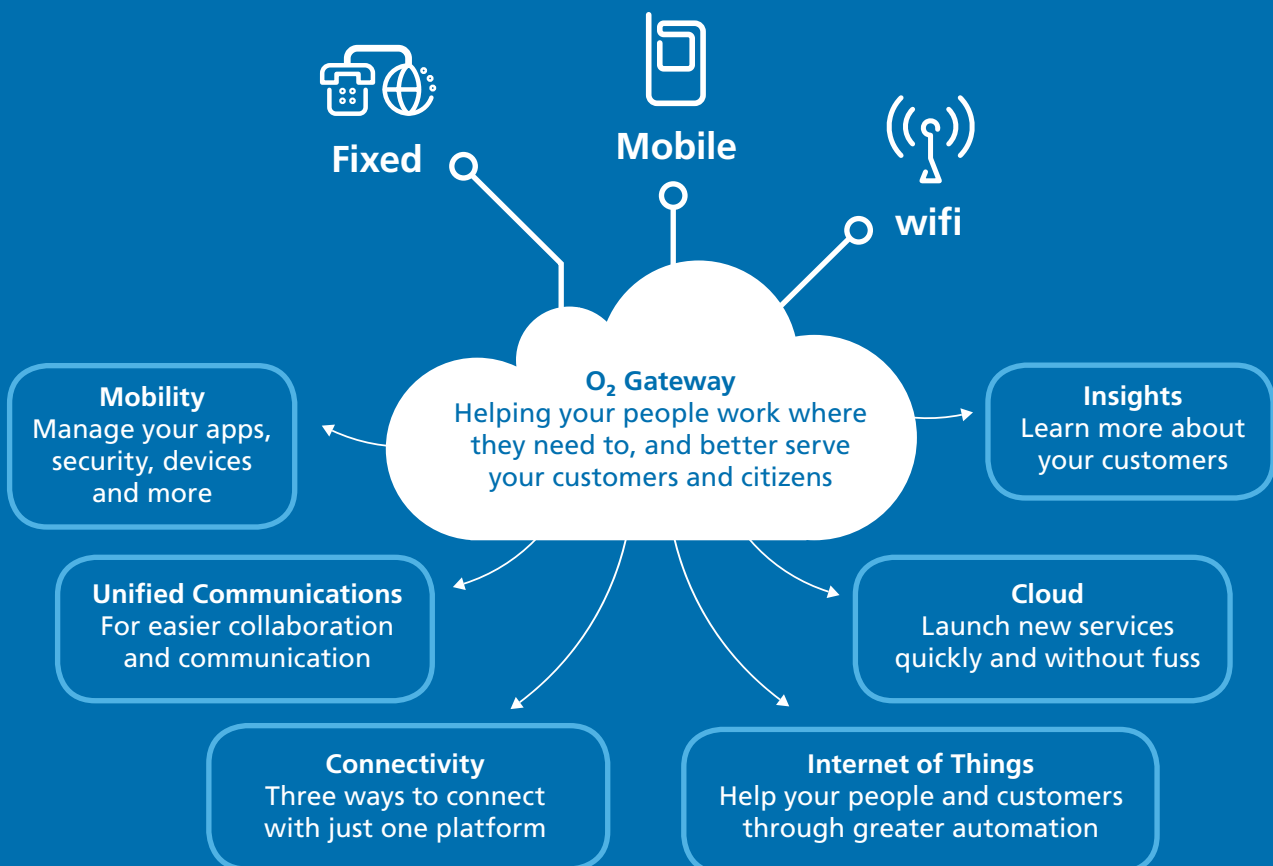 Fixed
Mobile
wifi
O₂ Gateway
Helping your people work where
they need to, and better serve
your customers and citizens
Mobility
Manage your apps,
security, devices
and more
Insights
Learn more about
your customers
Unified Communications
For easier collaboration
and communication
Cloud
Launch new services
quickly and without fuss
Connectivity
Three ways to connect
with just one platform
Internet of Things
Help your people and customers
through greater automation